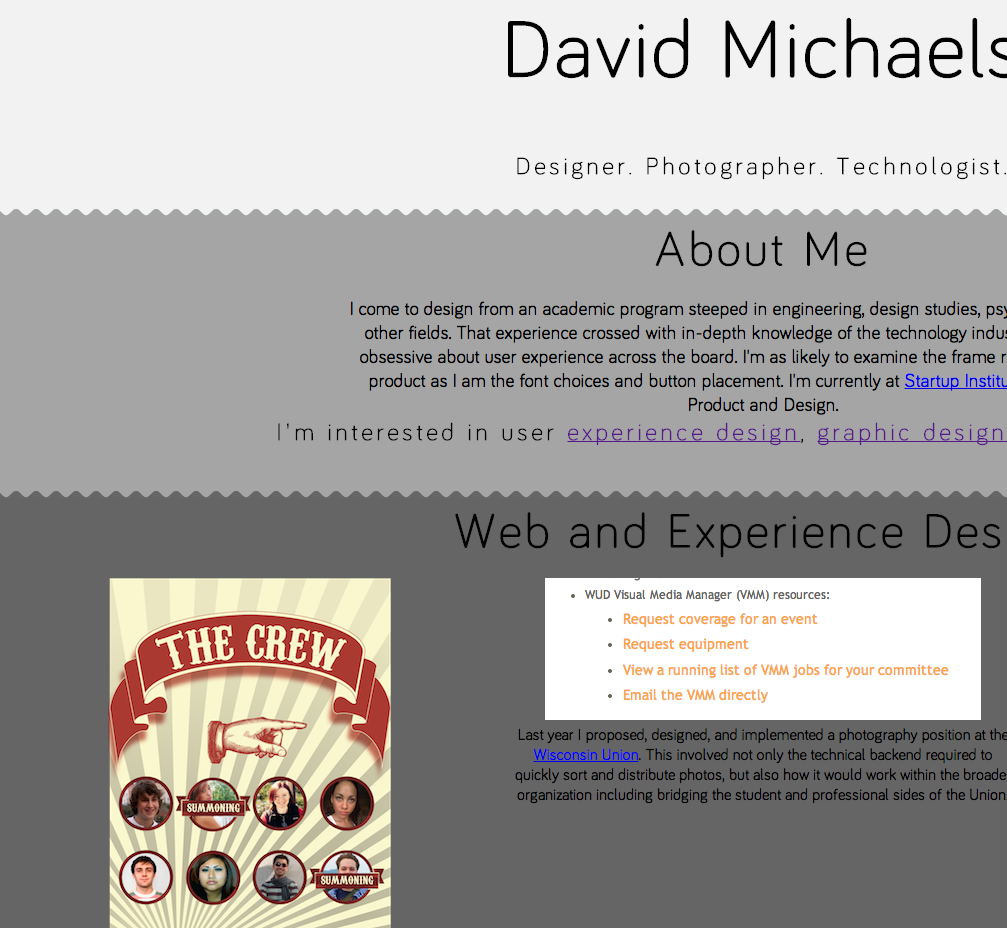 David Michaels
Designer. Photographer. Technologist.
About Me
I come to design from an academic program steeped in engineering, design studies, psy
other fields. That experience crossed with in-depth knowledge of the technology indus
obsessive about user experience across the board. I'm as likely to examine the frame r
product as I am the font choices and button placement. I'm currently at Startup Institu
Product and Design.
I'm interested in user experience design, graphic design
Web and Experience Des
THE CREW
SUMMONING
SUMMONING
WUD Visual Media Manager (VMM) resources:
Request coverage for an event
Request equipment
View a running list of VMM jobs for your committee
Email the VMM directly
Last year I proposed, designed, and implemented a photography position at the
Wisconsin Union. This involved not only the technical backend required to
quickly sort and distribute photos, but also how it would work within the broade
organization including bridging the student and professional sides of the Union